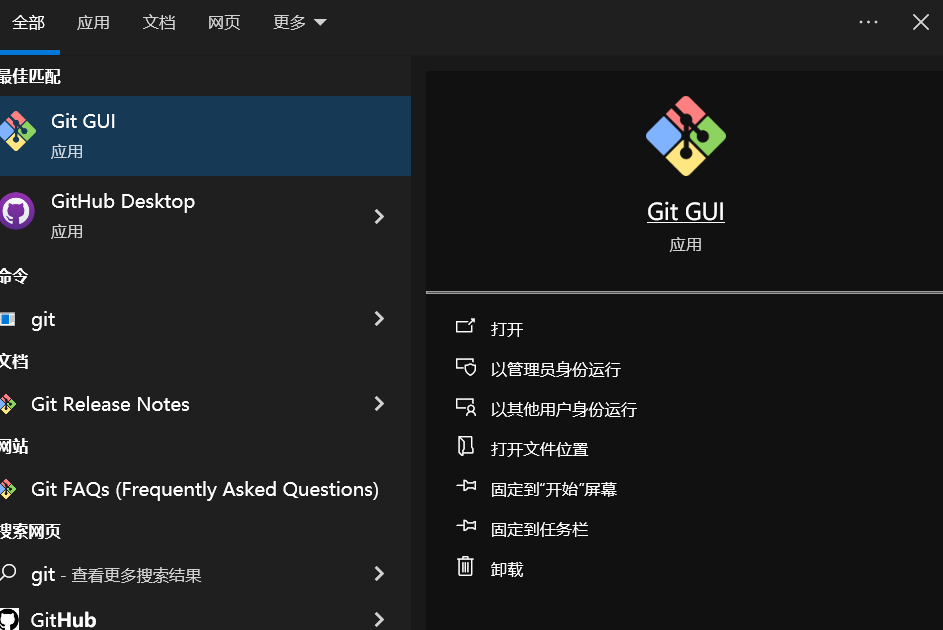 全部 应用 文档 网页 更多
最佳匹配
Git GUI
应用
GitHub Desktop
应用
命令
git
文档
Git Release Notes
网站
Git FAQs (Frequently Asked Questions)
搜索网页
git - 查看更多搜索结果
GitHub
Git GUI
应用
打开
以管理员身份运行
以其他用户身份运行
打开文件位置
固定到"开始"屏幕
固定到任务栏
卸载